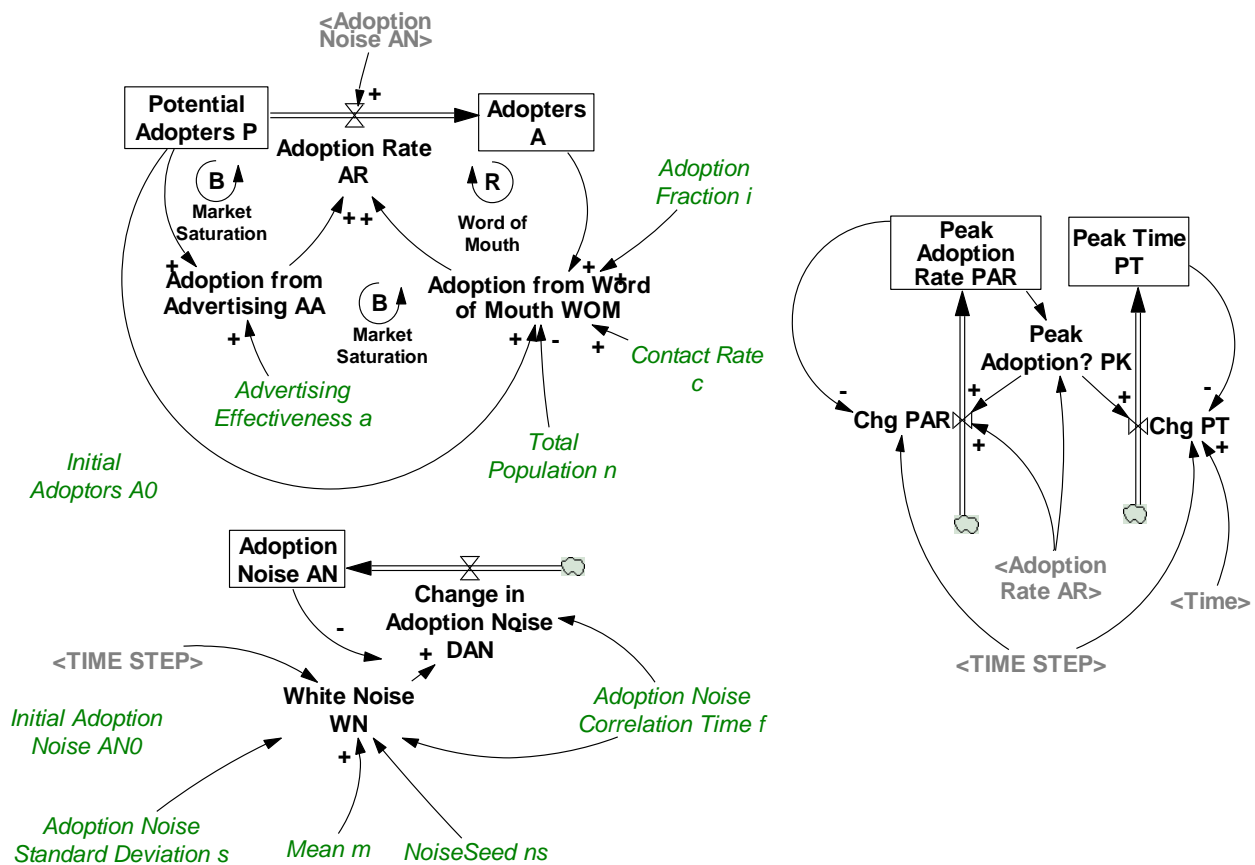 <Adoption
Noise AN>
+
Potential
Adopters P
Adopters
A
Adoption Rate
AR
B
Market
Saturation
R
Word of
Mouth
Adoption
Fraction i
+ +
+
Adoption from
Advertising AA
+
B
Market
Saturation
+
+
Adoption from Word
of Mouth WOM
+ - -
+
Contact Rate
c
Advertising
Effectiveness a
Total
Population n
Initial
Adoptors A0
Peak
Adoption
Rate PAR
Peak Time
PT
Peak
Adoption? PK
-
+
+
-
Chg PAR
+
Chg PT
+
<Adoption
Rate AR>
<Time>
<TIME STEP>
Adoption
Noise AN
Change in
Adoption Noise
DAN
-
-
+
<TIME STEP>
White Noise
WN
+
Initial Adoption
Noise AN0
Adoption Noise
Correlation Time f
Adoption Noise
Standard Deviation s
Mean m
NoiseSeed ns